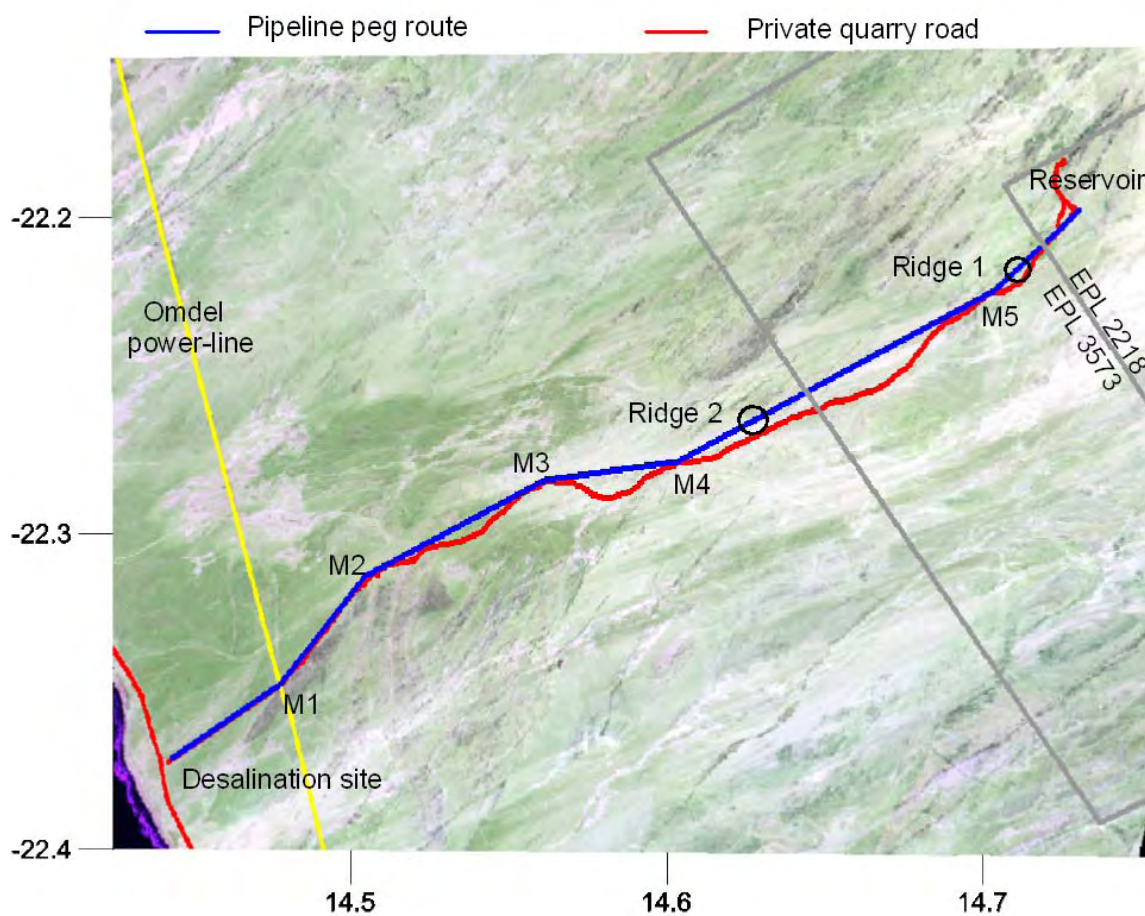 Pipeline peg route
Private quarry road
Reservoir
-22.2
Ridge 1
EPL 2218
EPL 3573
Omdel
power-line
M5
Ridge 2
M3
M4
-22.3
M2
M1
Desalination site
-22.4
14.5
14.6
14.7